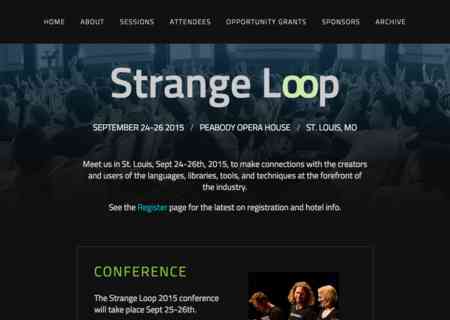 HOME ABOUT SESSIONS ATTENDEES OPPORTUNITY GRANTS SPONSORS ARCHIVE
Strange Loop
SEPTEMBER 24-26 2015 / PEABODY OPERA HOUSE / ST. LOUIS, MO
Meet us in St. Louis, Sept 24-26th, 2015, to make connections with the creators
and users of the languages, libraries, tools, and techniques at the forefront of
the industry.
See the Register page for the latest on registration and hotel info.
CONFERENCE
The Strange Loop 2015 conference
will take place Sept 25-26th.